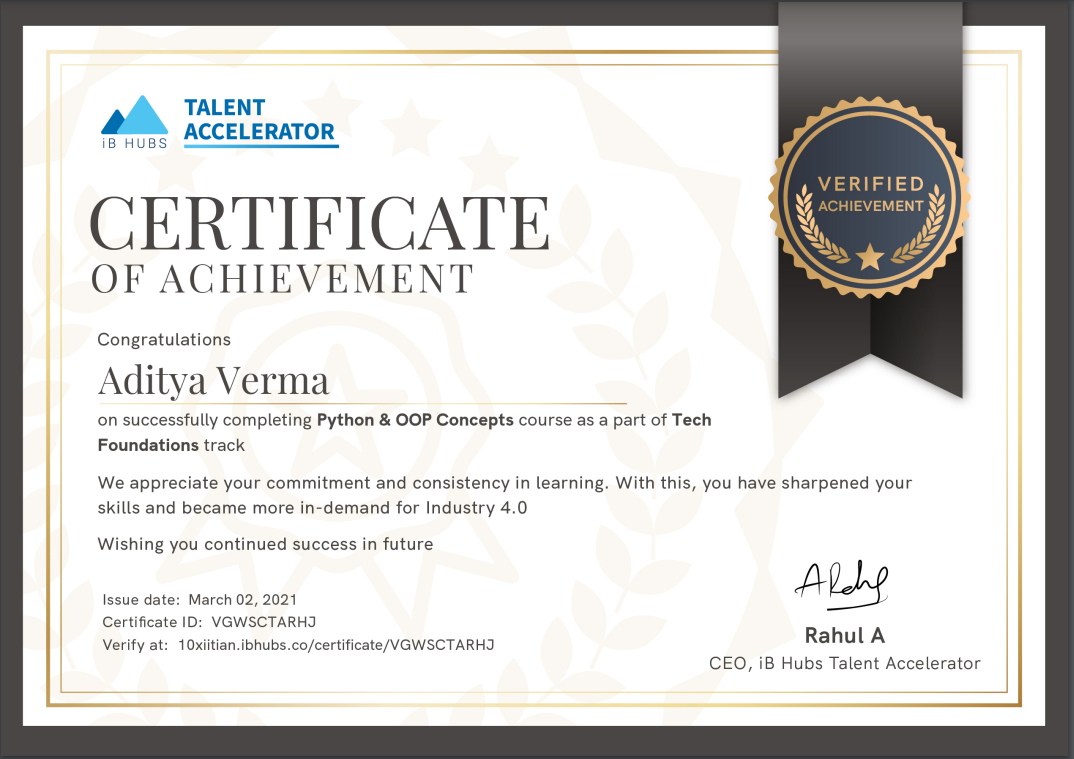 TALENT
ACCELERATOR
iB HUBS
VERIFIED
ACHIEVEMENT
CERTIFICATE
OF ACHIEVEMENT
Congratulations
Aditya Verma
on successfully completing Python & OOP Concepts course as a part of Tech
Foundations track
We appreciate your commitment and consistency in learning. With this, you have sharpened your
skills and became more in-demand for Industry 4.0
Wishing you continued success in future
Issue date: March 02, 2021
Certificate ID: VGWSCTARHJ
Verify at: 10xiitian.ibhubs.co/certificate/VGWSCTARHJ
Rahul A
CEO, iB Hubs Talent Accelerator